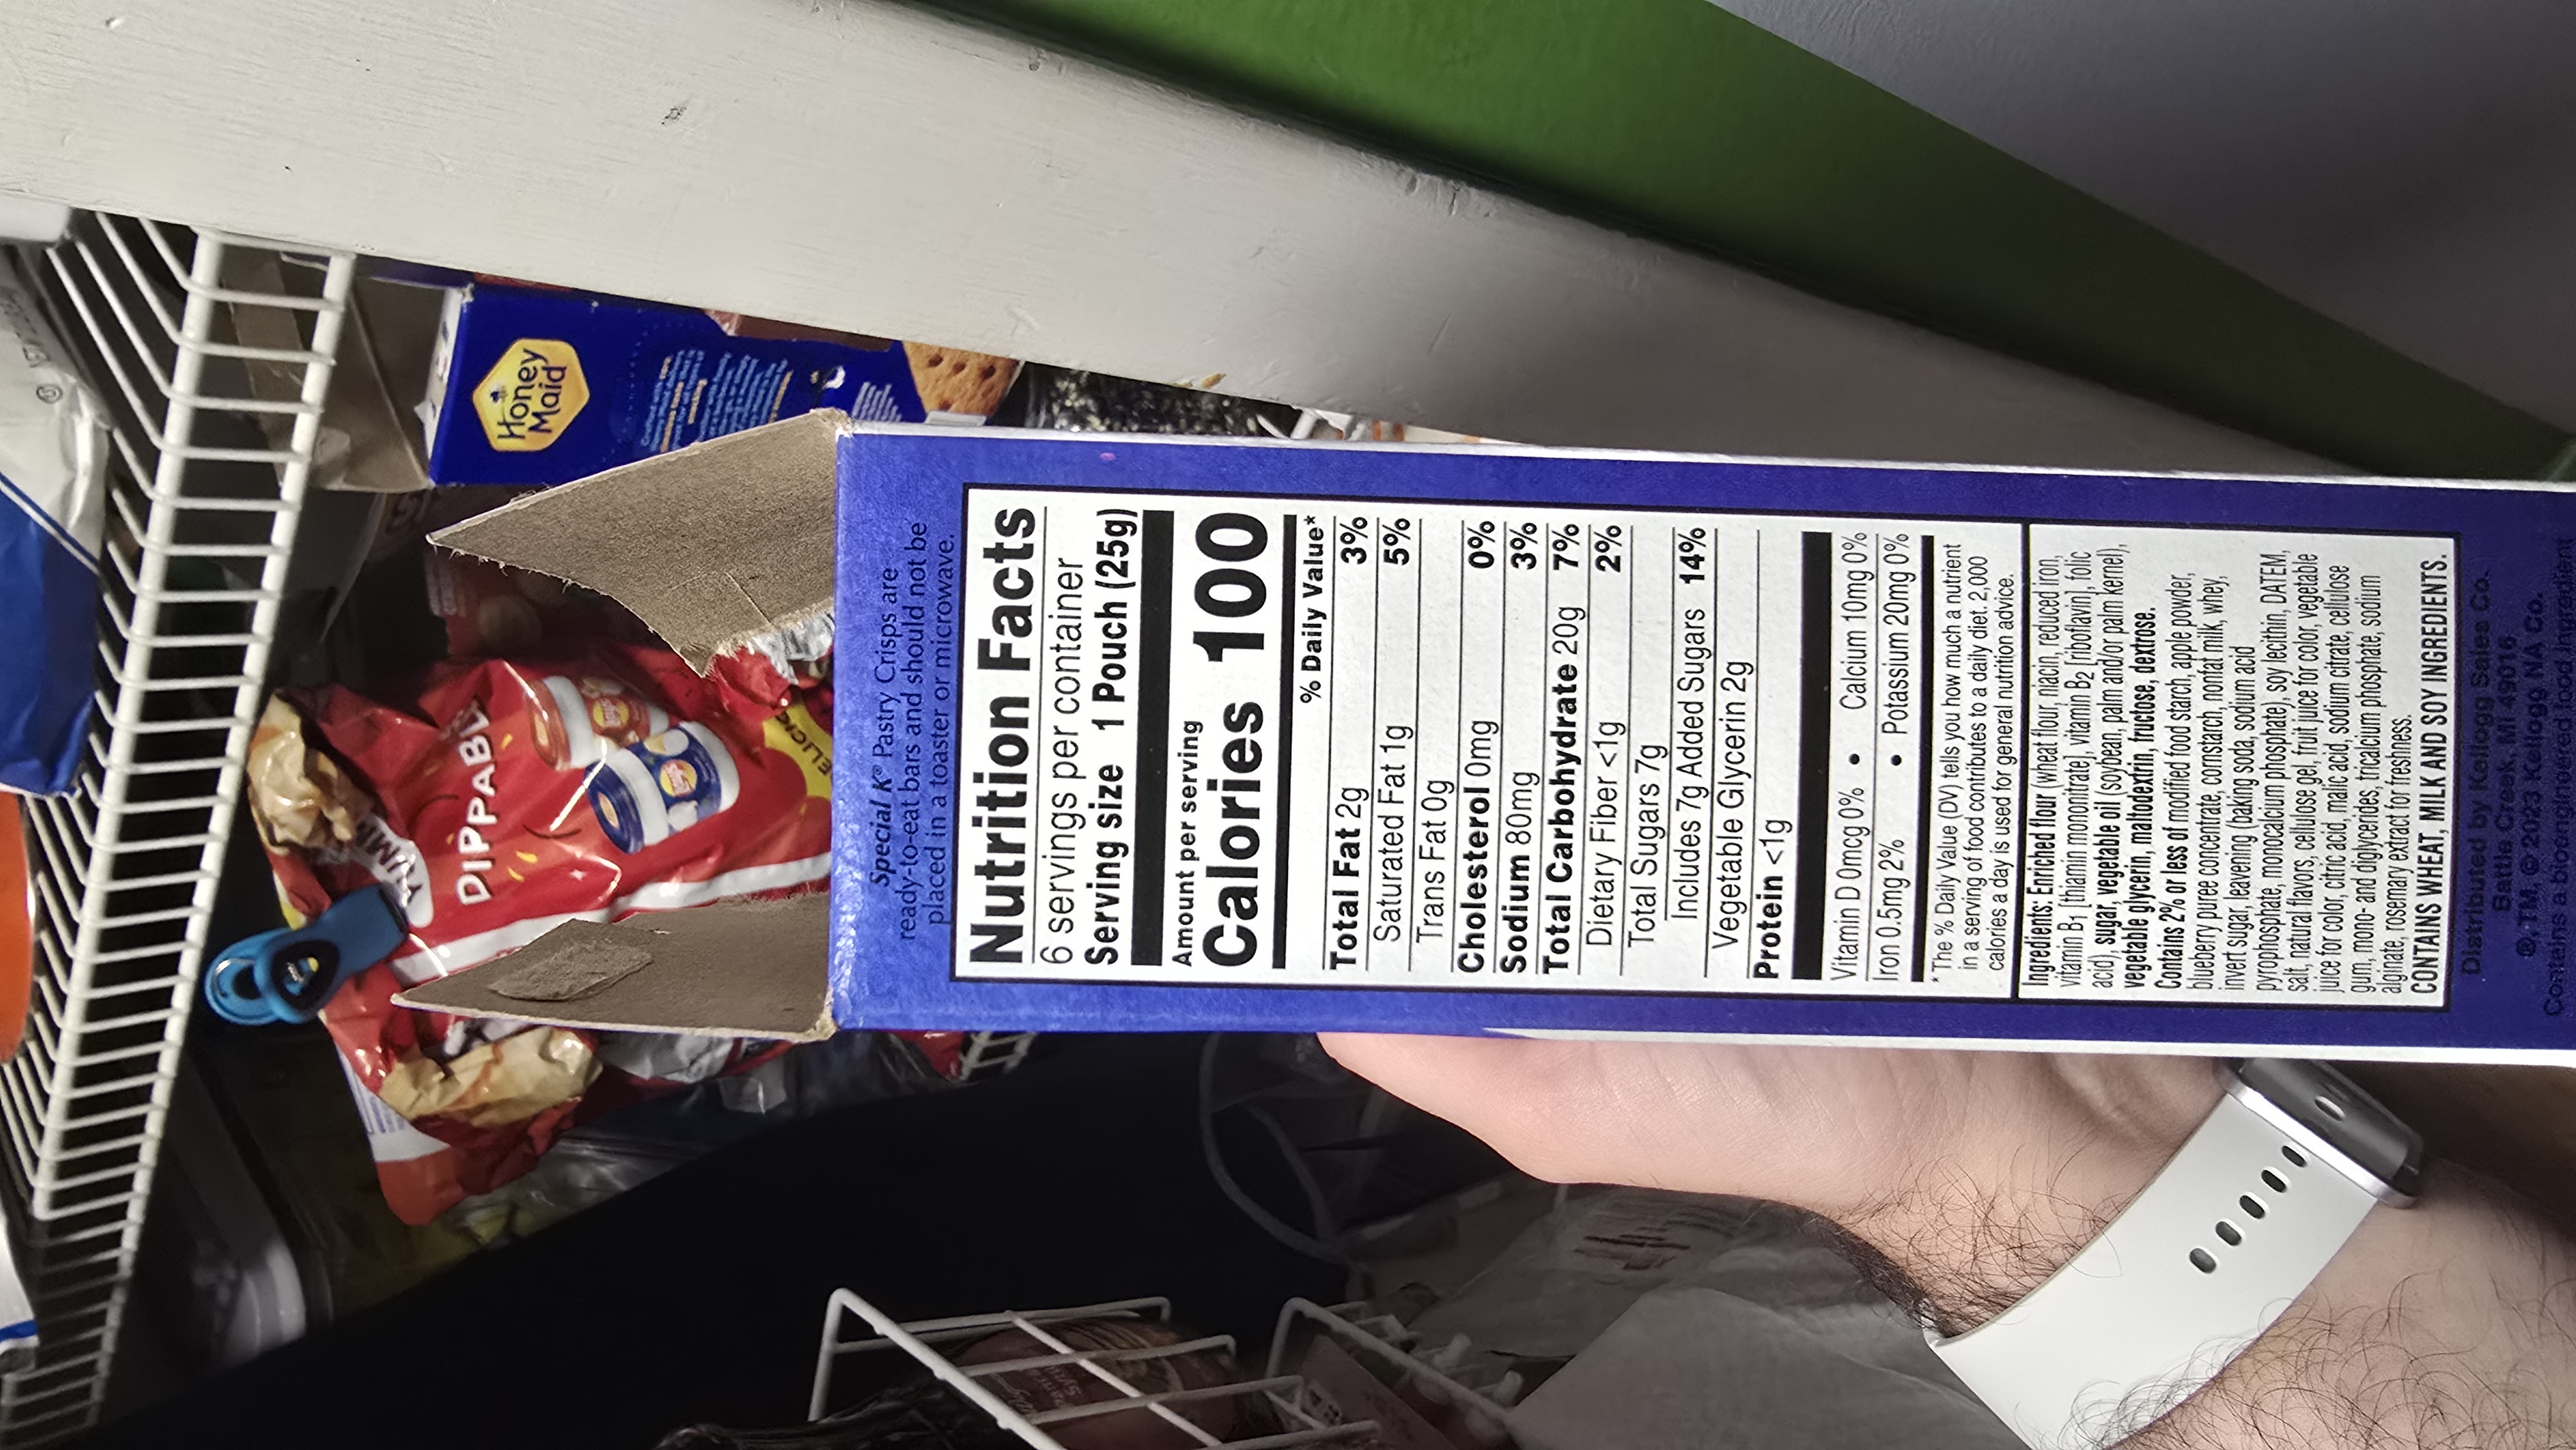 Special K® Pastry Crisps are
ready-to-eat bars and should not be
placed in a toaster or microwave.
Nutrition Facts
6 servings per container
Serving size 1 Pouch (25g)
Amount per serving
Calories 100
% Daily Value*
Total Fat 2g 3%
Saturated Fat 1g 5%
Trans Fat 0g
Cholesterol 0mg 0%
Sodium 80mg 3%
Total Carbohydrate 20g 7%
Dietary Fiber <1g 2%
Total Sugars 7g
Includes 7g Added Sugars 14%
Vegetable Glycerin 2g
Protein <1g
Vitamin D 0mcg 0% • Calcium 10mg 0%
Iron 0.5mg 2% • Potassium 20mg 0%
*The % Daily Value (DV) tells you how much a nutrient
in a serving of food contributes to a daily diet. 2,000
calories a day is used for general nutrition advice.
Ingredients: Enriched flour (wheat flour, niacin, reduced iron,
vitamin B1 [thiamin mononitrate], vitamin B2 [riboflavin], folic
acid), sugar, vegetable oil (soybean, palm and/or palm kernel),
vegetable glycerin, maltodextrin, fructose, dextrose.
Contains 2% or less of modified food starch, apple powder,
blueberry puree concentrate, cornstarch, nonfat milk, whey,
invert sugar, leavening (baking soda, sodium acid
pyrophosphate, monocalcium phosphate), soy lecithin, DATEM,
salt, natural flavors, cellulose gel, fruit juice for color, vegetable
juice for color, citric acid, malic acid, sodium citrate, cellulose
gum, mono- and diglycerides, tricalcium phosphate, sodium
alginate, rosemary extract for freshness.
CONTAINS WHEAT, MILK AND SOY INGREDIENTS.
Distributed by Kellogg Sales Co.
Battle Creek, MI 49016
®, TM, © 2023 Kellogg NA Co.
Contains a bioengineered food ingredient
Honey
Maid
DIPPABL